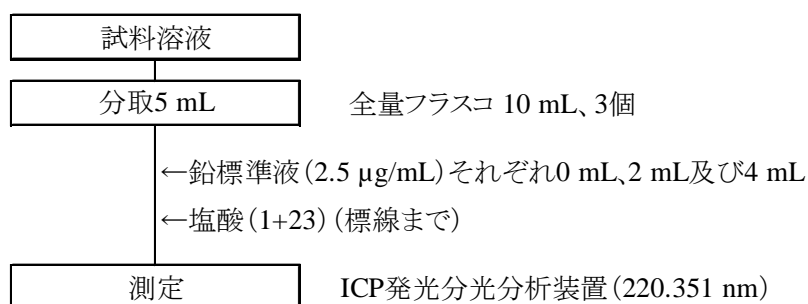 試料溶液
分取5 mL 全量フラスコ 10 mL、3個
←鉛標準液(2.5 µg/mL)それぞれ0 mL、2 mL及び4 mL
←塩酸(1+23)(標線まで)
測定 ICP発光分光分析装置(220.351 nm)